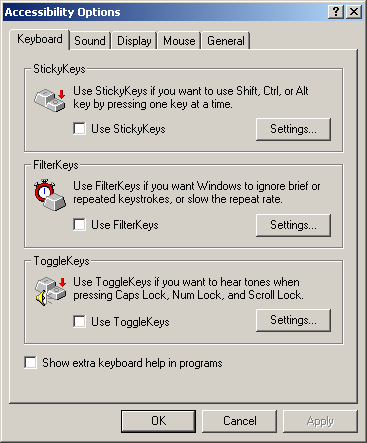 Accessibility Options
Keyboard Sound Display Mouse General
StickyKeys
Use StickyKeys if you want to use Shift, Ctrl, or Alt
key by pressing one key at a time.
Use StickyKeys Settings...
FilterKeys
Use FilterKeys if you want Windows to ignore brief or
repeated keystrokes, or slow the repeat rate.
Use FilterKeys Settings...
ToggleKeys
Use ToggleKeys if you want to hear tones when
pressing Caps Lock, Num Lock, and Scroll Lock.
Use ToggleKeys Settings...
Show extra keyboard help in programs
OK Cancel Apply